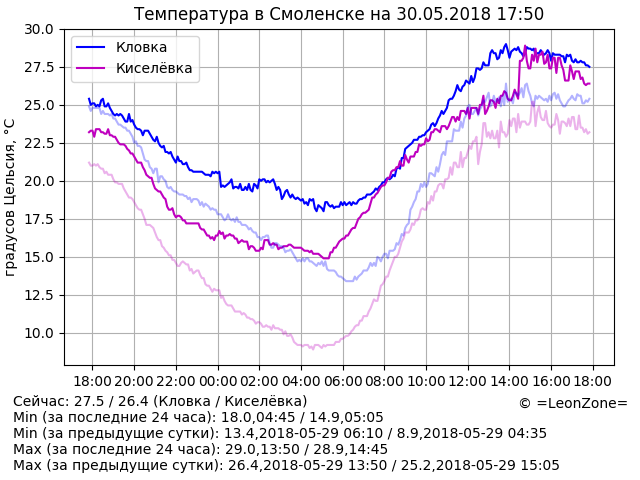 Температура в Смоленске на 30.05.2018 17:50
30.0
27.5
25.0
22.5
20.0
17.5
15.0
12.5
10.0
градусов Цельсия, °C
Кловка
Киселёвка
18:00 20:00 22:00 00:00 02:00 04:00 06:00 08:00 10:00 12:00 14:00 16:00 18:00
Сейчас: 27.5 / 26.4 (Кловка / Киселёвка)
© =LeonZone=
Min (за последние 24 часа): 18.0,04:45 / 14.9,05:05
Min (за предыдущие сутки): 13.4,2018-05-29 06:10 / 8.9,2018-05-29 04:35
Max (за последние 24 часа): 29.0,13:50 / 28.9,14:45
Max (за предыдущие сутки): 26.4,2018-05-29 13:50 / 25.2,2018-05-29 15:05